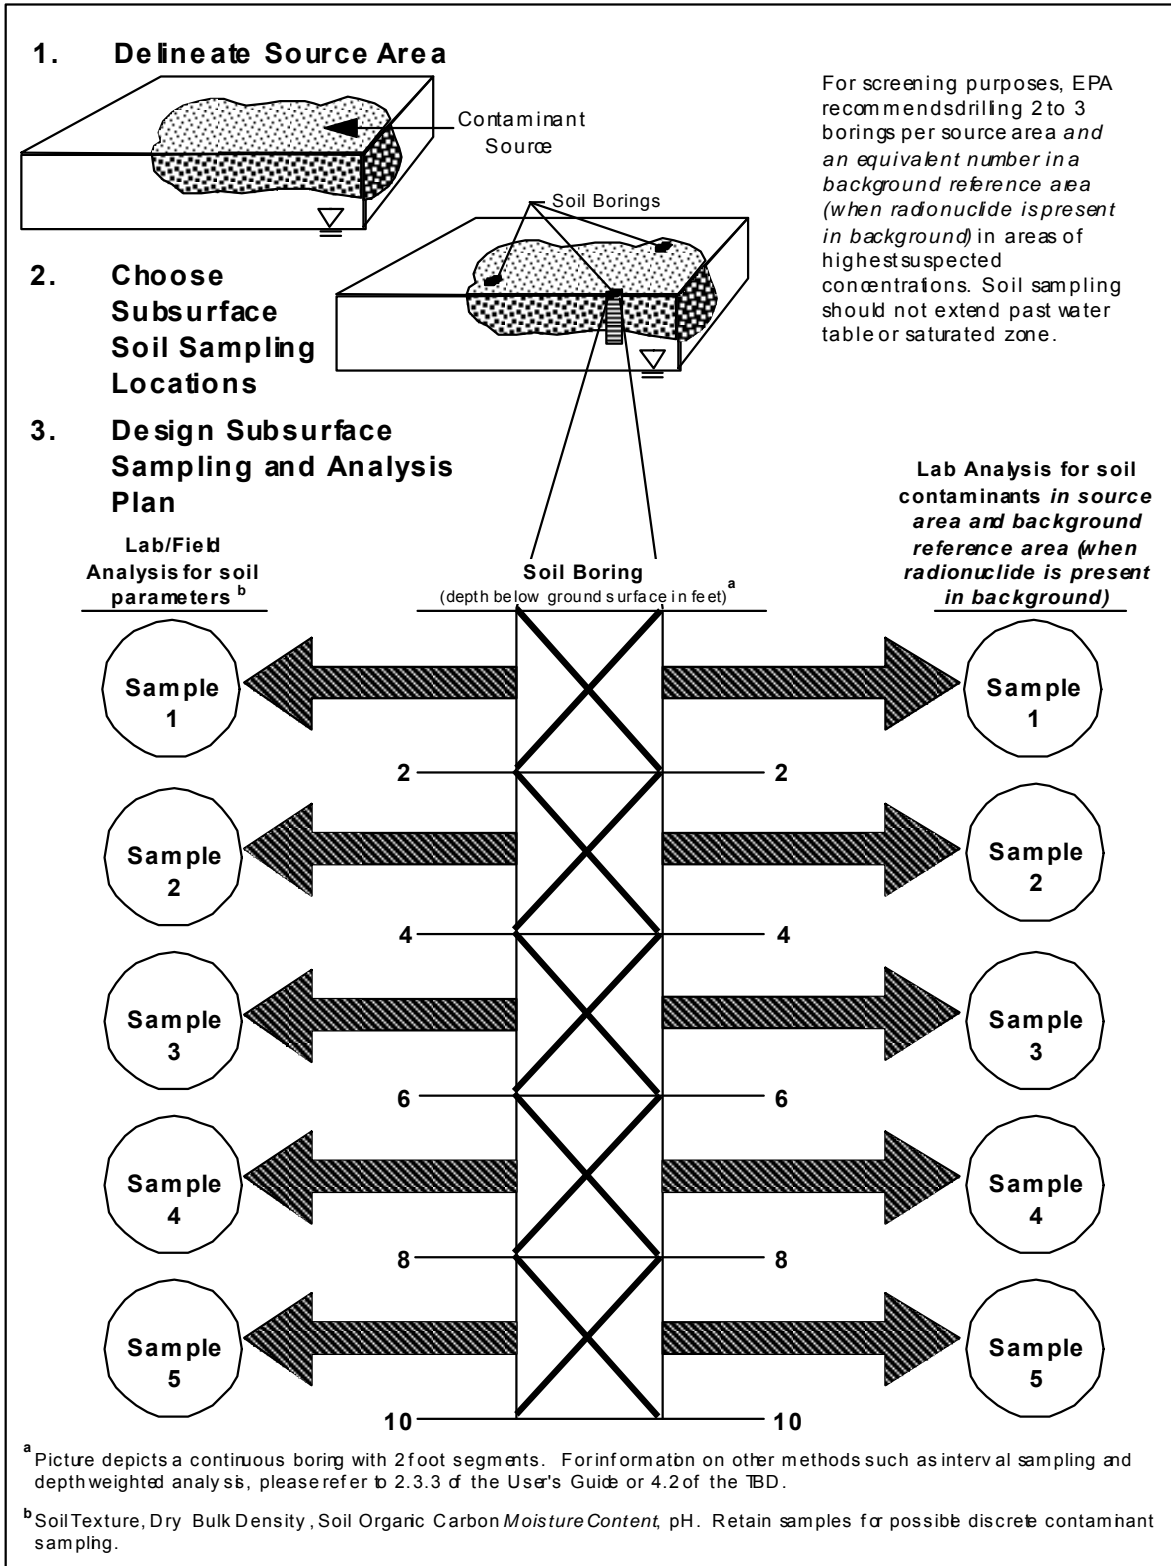 1. Delineate Source Area
Contaminant
Source
For screening purposes, EPA
recommendsdrilling 2 to 3
borings per source area and
an equivalent number in a
background reference area
(when radionuclide is present
in background) in areas of
highest suspected
concentrations. Soil sampling
should not extend past water
table or saturated zone.
Soil Borings
2. Choose
Subsurface
Soil Sampling
Locations
3. Design Subsurface
Sampling and Analysis
Plan
Lab/Field
Analysis for soil
parameters b
Soil Boring
(depth below ground surface in feet) a
Lab Analysis for soil
contaminants in source
area and background
reference area (when
radionuclide is present
in background)
Sample
1
Sample
1
2
2
Sample
2
Sample
2
4
4
Sample
3
Sample
3
6
6
Sample
4
Sample
4
8
8
Sample
5
Sample
5
10
10
a Picture depicts a continuous boring with 2 foot segments. For information on other methods such as interval sampling and
depth weighted analysis, please refer to 2.3.3 of the User's Guide or 4.2 of the TBD.
b Soil Texture, Dry Bulk Density, Soil Organic Carbon Moisture Content, pH. Retain samples for possible discrete contaminant
sampling.